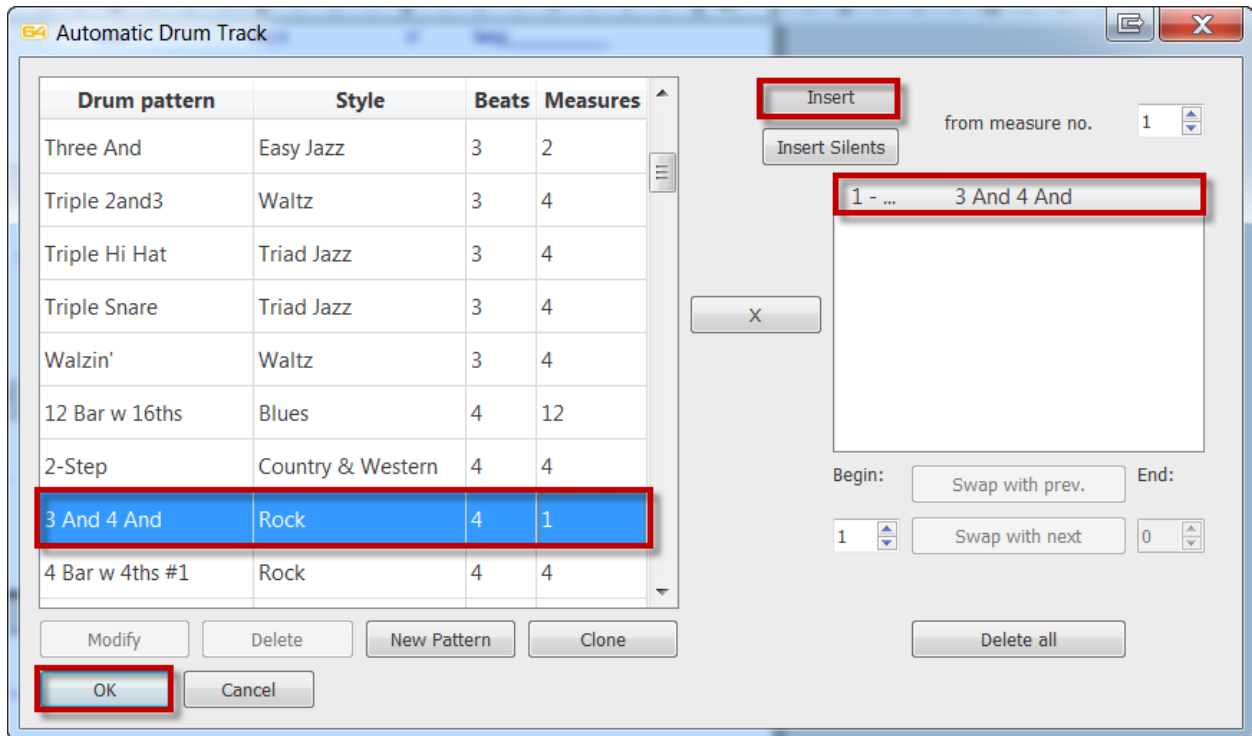 64 Automatic Drum Track
Drum pattern Style Beats Measures
Three And Easy Jazz 3 2
Triple 2and3 Waltz 3 4
Triple Hi Hat Triad Jazz 3 4
Triple Snare Triad Jazz 3 4
Walzin' Waltz 3 4
12 Bar w 16ths Blues 4 12
2-Step Country & Western 4 4
3 And 4 And Rock 4 1
4 Bar w 4ths #1 Rock 4 4
Modify Delete New Pattern Clone
OK Cancel
Insert
from measure no. 1
Insert Silents
1 - ... 3 And 4 And
X
Begin: Swap with prev. End:
1 Swap with next 0
Delete all